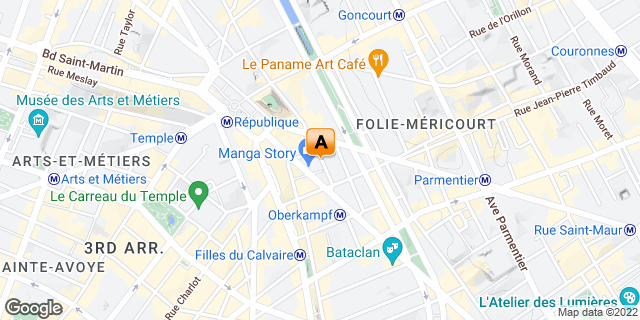 Goncourt
Rue de l'Orillon
Rue Taylor
Bd Saint-Martin
Couronnes
Rue Meslay
Le Paname Art Café
Rue Morand
Rue Jean-Pierre Timbaud
Musée des Arts et Métiers
République
FOLIE-MÉRICOURT
Rue Moret
Temple
A
Manga Story
ARTS-ET-MÉTIERS
Arts et Métiers
Parmentier
Le Carreau du Temple
Oberkampf
Ave Parmentier
Rue Saint-Maur
3RD ARR.
Filles du Calvaire
Bataclan
AINTE-AVOYE
Rue Charlot
L'Atelier des Lumières
Google
Map data ©2022